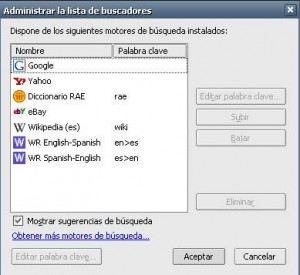 Administrar la lista de buscadores
Dispone de los siguientes motores de búsqueda instalados:
Nombre Palabra clave
Google
Yahoo
Diccionario RAE rae
eBay
Wikipedia (es) wiki
WR English-Spanish en>es
WR Spanish-English es>en
Editar palabra clave...
Subir
Bajar
Eliminar
Mostrar sugerencias de búsqueda
Obtener más motores de búsqueda...
Editar palabra clave...
Aceptar
Cancelar